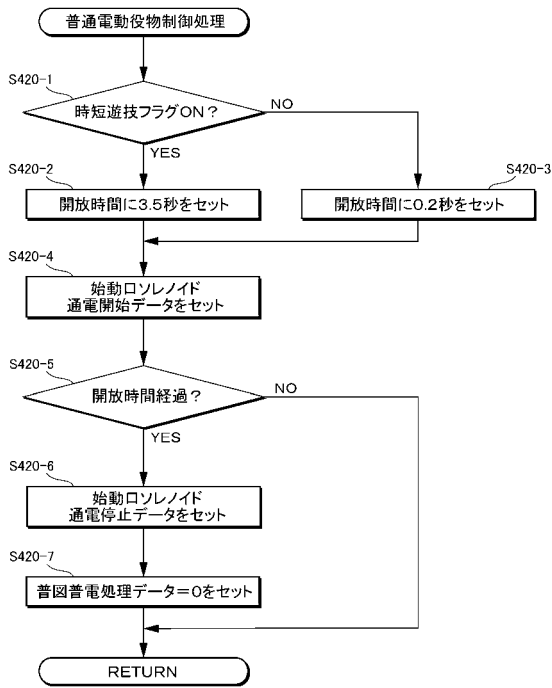 普通電動役物制御処理
S420-1
時短遊技フラグON？
NO
YES
S420-2
S420-3
開放時間に3.5秒をセット
開放時間に0.2秒をセット
S420-4
始動口ソレノイド
通電開始データをセット
S420-5
開放時間経過？
NO
YES
S420-6
始動口ソレノイド
通電停止データをセット
S420-7
普図普電処理データ=0をセット
RETURN